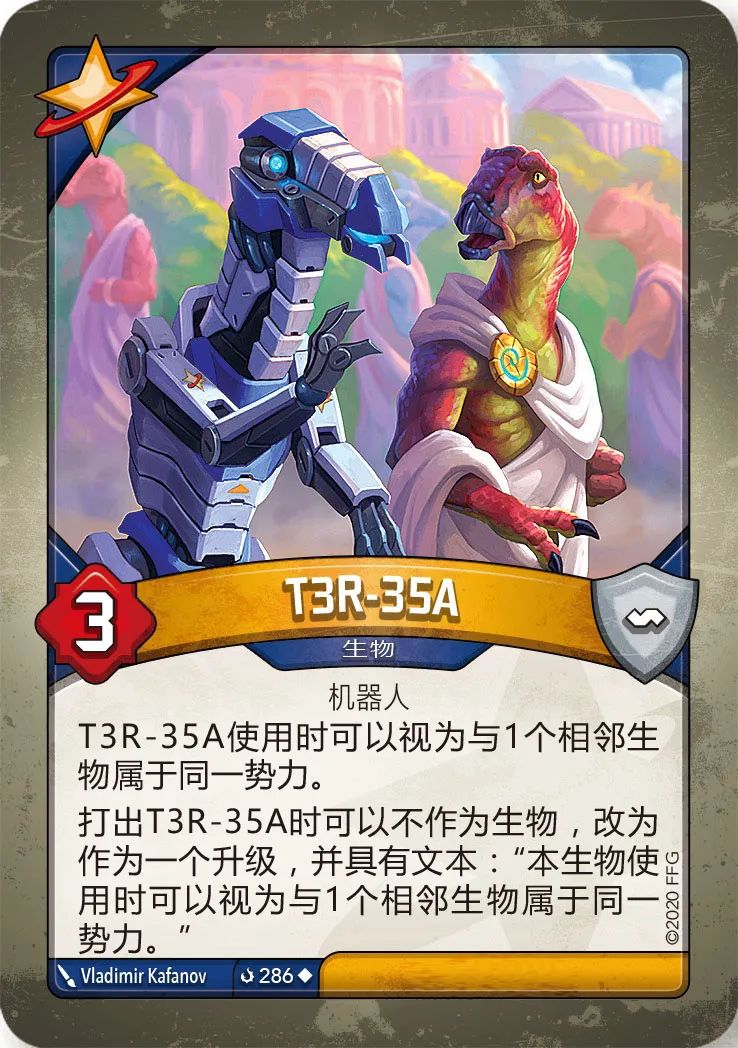 T3R-35A
3
生物
机器人
T3R-35A使用时可以视为与1个相邻生
物属于同一势力。
打出T3R-35A时可以不作为生物，改为
作为一个升级，并具有文本：“本生物使
用时可以视为与1个相邻生物属于同一
势力。”
©2020 FFG
Vladimir Kafanov
286